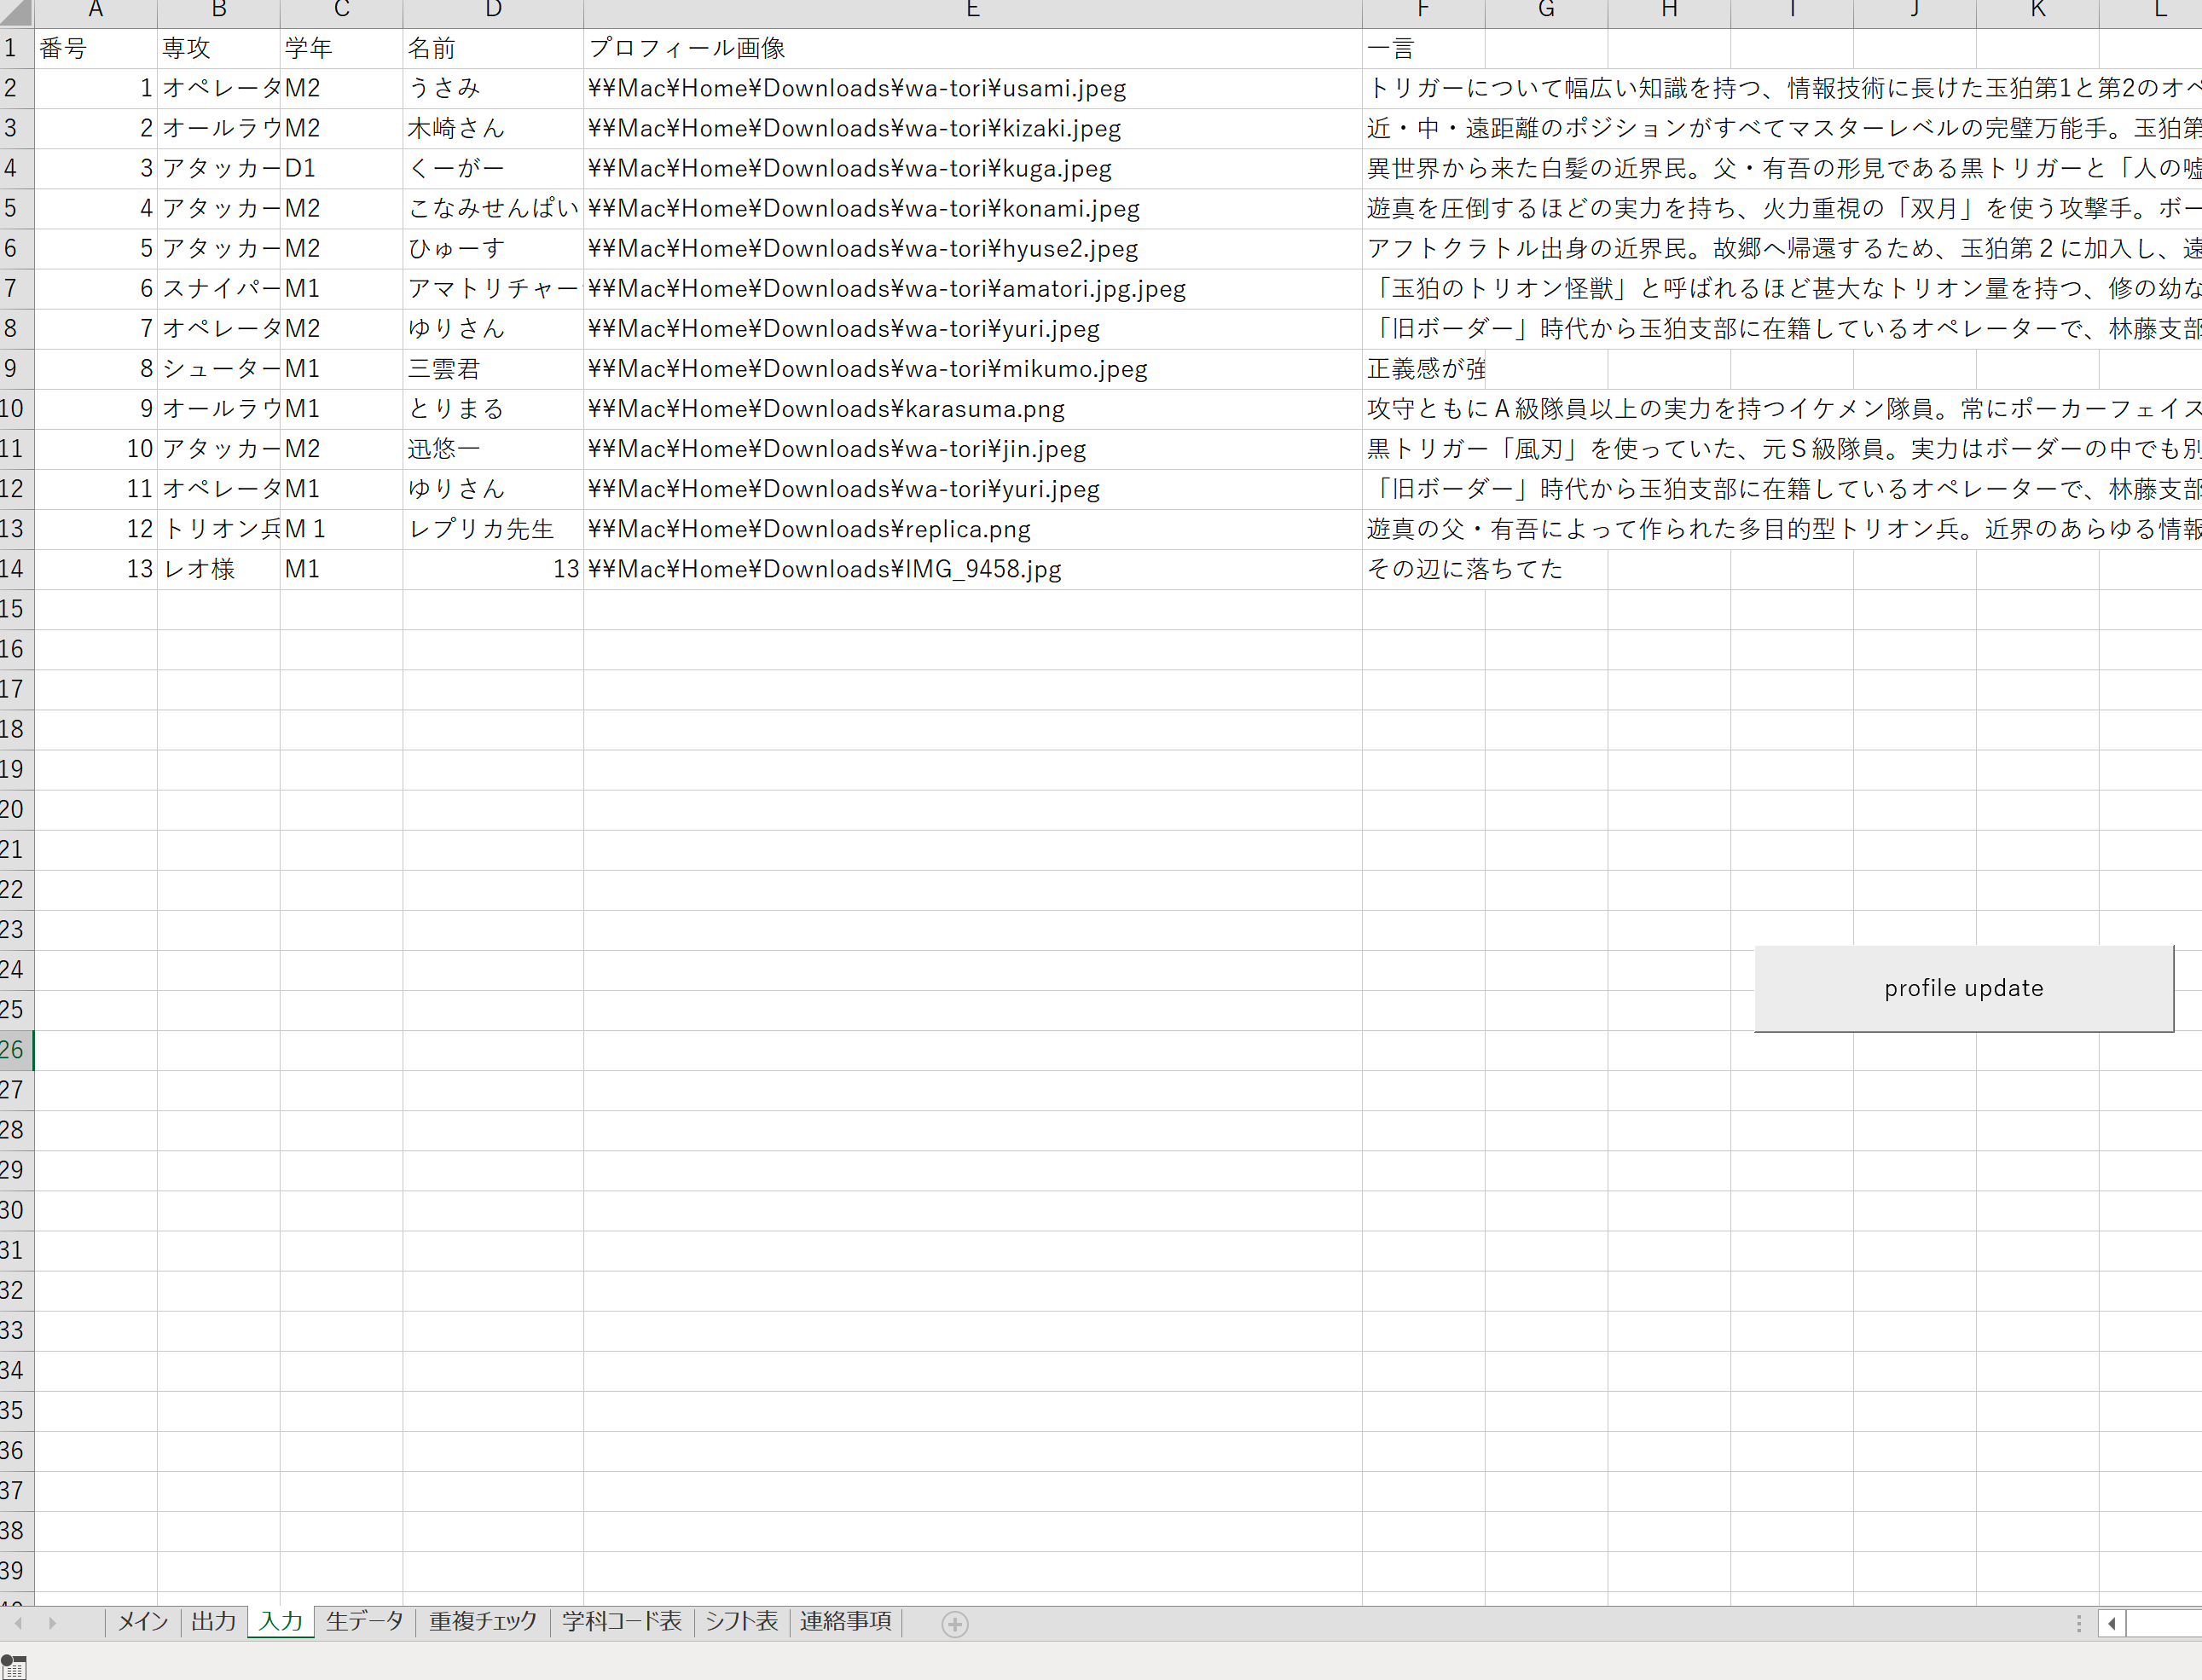 A B C D E F G H I J K L
1 番号 専攻 学年 名前 プロフィール画像 一言
2 1 オペレータ M2 うさみ ¥¥Mac¥Home¥Downloads¥wa-tori¥usami.jpeg トリガーについて幅広い知識を持つ、情報技術に長けた玉狛第1と第2のオペ
3 2 オールラウ M2 木崎さん ¥¥Mac¥Home¥Downloads¥wa-tori¥kizaki.jpeg 近・中・遠距離のポジションがすべてマスターレベルの完璧万能手。玉狛第
4 3 アタッカー D1 くーがー ¥¥Mac¥Home¥Downloads¥wa-tori¥kuga.jpeg 異世界から来た白髪の近界民。父・有吾の形見である黒トリガーと「人の嘘
5 4 アタッカー M2 こなみせんぱい ¥¥Mac¥Home¥Downloads¥wa-tori¥konami.jpeg 遊真を圧倒するほどの実力を持ち、火力重視の「双月」を使う攻撃手。ボー
6 5 アタッカー M2 ひゅーす ¥¥Mac¥Home¥Downloads¥wa-tori¥hyuse2.jpeg アフトクラトル出身の近界民。故郷へ帰還するため、玉狛第２に加入し、遠
7 6 スナイパー M1 アマトリチャー ¥¥Mac¥Home¥Downloads¥wa-tori¥amatori.jpg.jpeg 「玉狛のトリオン怪獣」と呼ばれるほど甚大なトリオン量を持つ、修の幼な
8 7 オペレータ M2 ゆりさん ¥¥Mac¥Home¥Downloads¥wa-tori¥yuri.jpeg 「旧ボーダー」時代から玉狛支部に在籍しているオペレーターで、林藤支部
9 8 シューター M1 三雲君 ¥¥Mac¥Home¥Downloads¥wa-tori¥mikumo.jpeg 正義感が強
10 9 オールラウ M1 とりまる ¥¥Mac¥Home¥Downloads¥karasuma.png 攻守ともにＡ級隊員以上の実力を持つイケメン隊員。常にポーカーフェイス
11 10 アタッカー M2 迅悠一 ¥¥Mac¥Home¥Downloads¥wa-tori¥jin.jpeg 黒トリガー「風刃」を使っていた、元Ｓ級隊員。実力はボーダーの中でも別
12 11 オペレータ M1 ゆりさん ¥¥Mac¥Home¥Downloads¥wa-tori¥yuri.jpeg 「旧ボーダー」時代から玉狛支部に在籍しているオペレーターで、林藤支部
13 12 トリオン兵 M１ レプリカ先生 ¥¥Mac¥Home¥Downloads¥replica.png 遊真の父・有吾によって作られた多目的型トリオン兵。近界のあらゆる情報
14 13 レオ様 M1 13 ¥¥Mac¥Home¥Downloads¥IMG_9458.jpg その辺に落ちてた
15
16
17
18
19
20
21
22
23
24
profile update
25
26
27
28
29
30
31
32
33
34
35
36
37
38
39
メイン 出力 入力 生データ 重複チェック 学科コード表 シフト表 連絡事項